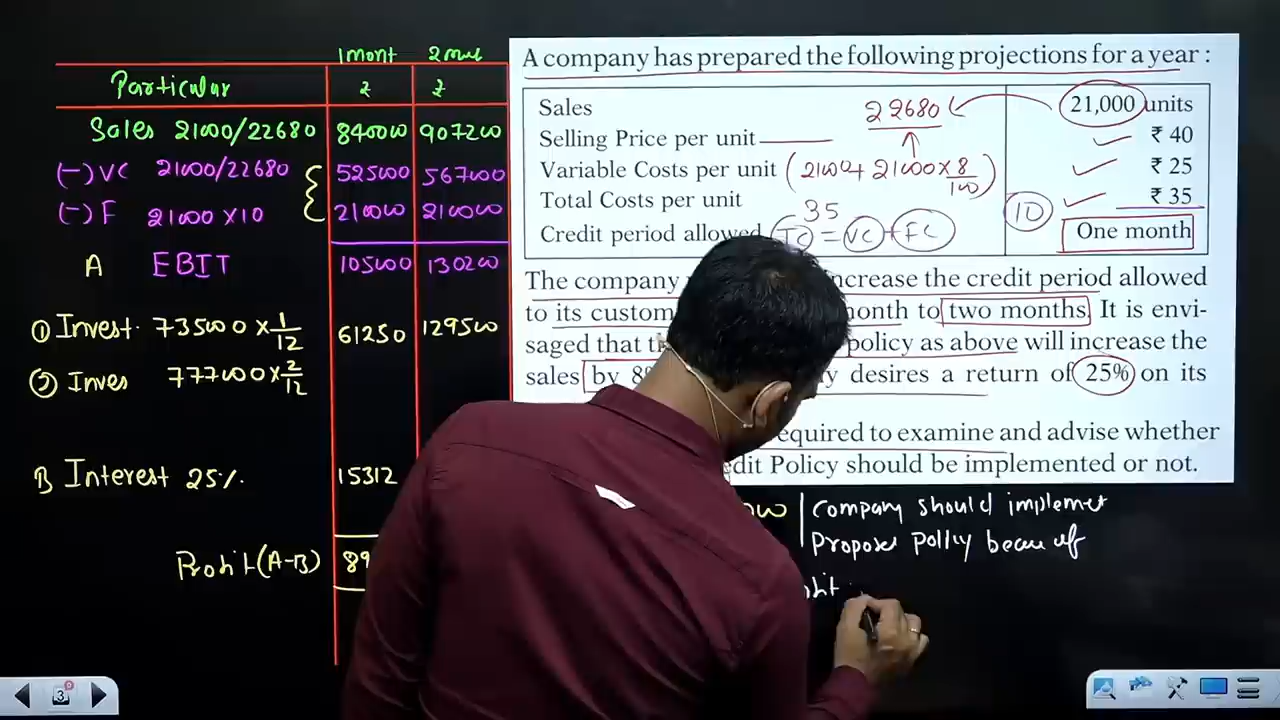 1mont 2
Particular ₹ ₹
Sales 21000/22680 840000 907200
(-) VC 21000/22680 525000 567000
(-) F 21000 X10 210000 210000
A EBIT 105000 130200
① Invest. 735000 x 1/12 61250 129500
② Inves 777000 x 2/12
B Interest 25%. 15312
Profit (A-B) 89
A company has prepared the following projections for a year :
Sales 22680 21,000 units
Selling Price per unit ₹ 40
Variable Costs per unit (21000+ 21000×8/100) ₹ 25
Total Costs per unit ₹ 35
35 10
Credit period allowed TC = VC + FC One month
The company increase the credit period allowed
to its custom onth to two months. It is envi-
saged that t policy as above will increase the
sales by 8 y desires a return of 25% on its
equired to examine and advise whether
edit Policy should be implemented or not.
Company should implemet
Proposes policy becau of
3